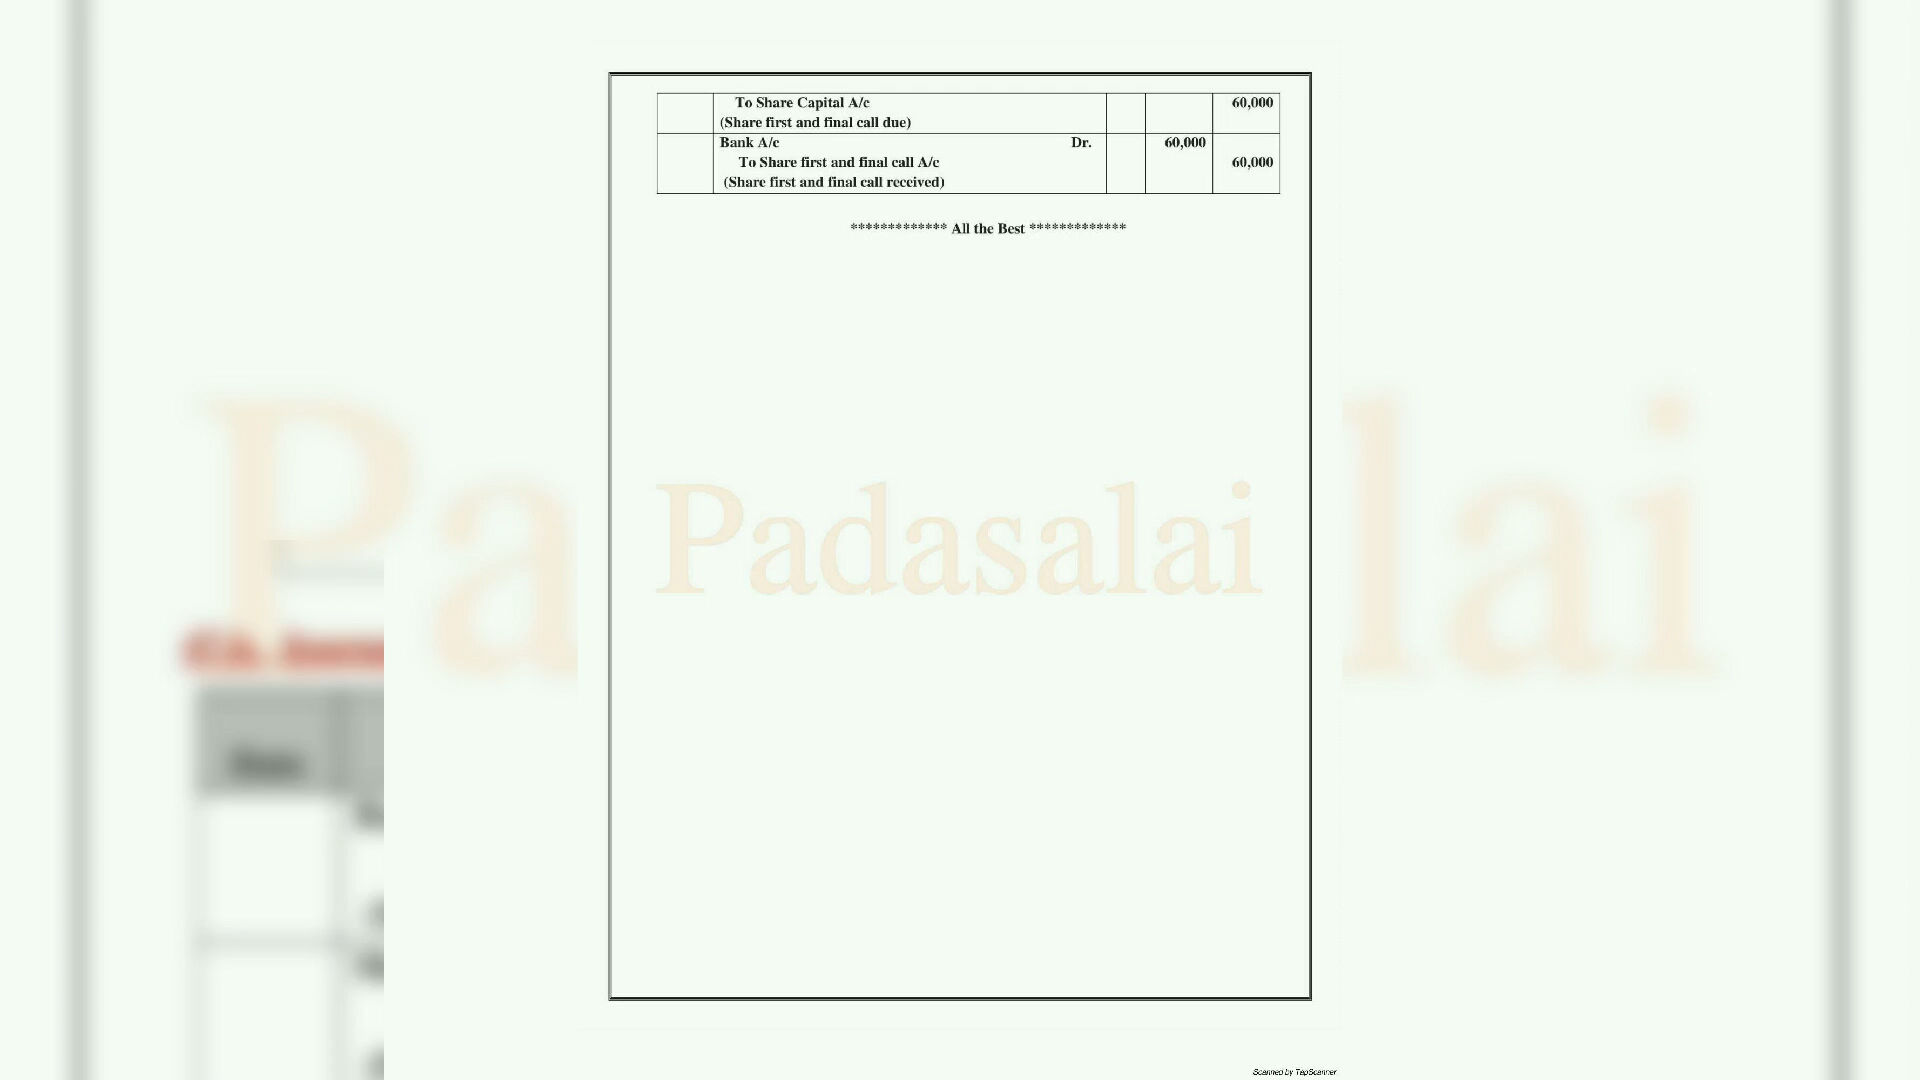 To Share Capital A/c 60,000
(Share first and final call due)
Bank A/c Dr. 60,000
To Share first and final call A/c 60,000
(Share first and final call received)
************* All the Best *************
Padasalai
Scanned by TapScanner